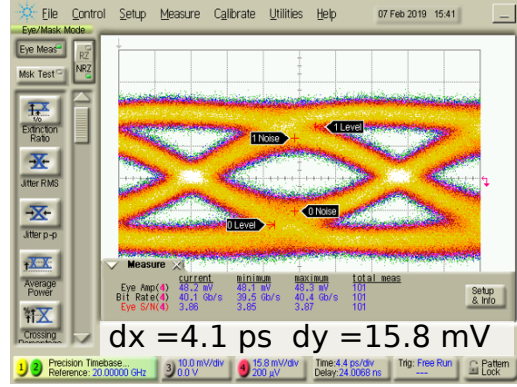 File Control Setup Measure Calibrate Utilities Help 07 Feb 2019 15:41
Eye/Mask Mode
Eye Meas
RZ
NRZ
Msk Test
Extinction
Ratio
Jitter RMS
Jitter p-p
Average
Power
Crossing
Percentage
1 Level
1 Noise
0 Noise
0 Level
Measure
current minimum maximum total meas
Eye Amp(4) 48.2 mV 48.1 mV 48.3 mV 101
Bit Rate(4) 40.1 Gb/s 39.5 Gb/s 40.4 Gb/s 101
Eye S/N(4) 3.86 3.85 3.87 101
Setup
& Info
dx =4.1 ps dy =15.8 mV
1 2 Precision Timebase...
Reference: 20.00000 GHz
3 10.0 mV/div
0.0 V
4 15.8 mV/div
200 µV
Time:4.4 ps/div
Delay:24.0068 ns
Trig: Free Run
---
Pattern
Lock